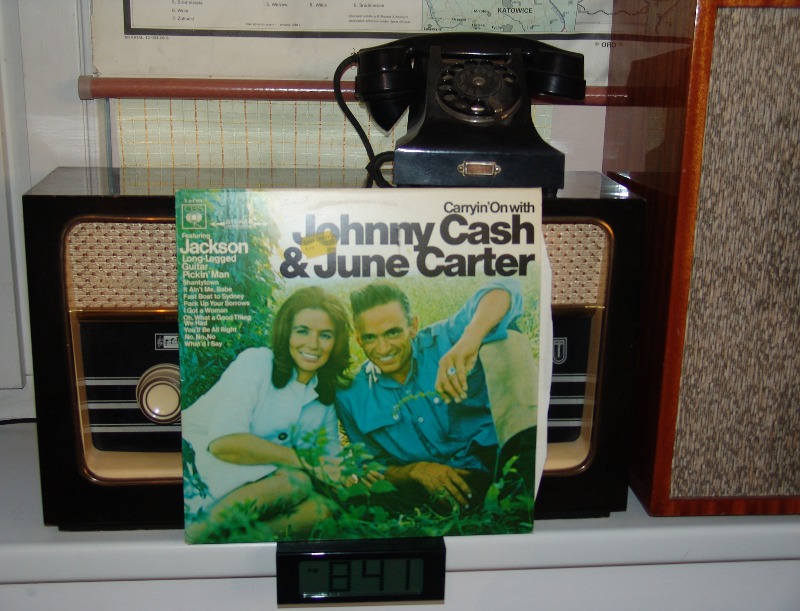 KATOWICE
Carryin' On with
Johnny Cash
& June Carter
STEREO
Featuring
Jackson
Long-Legged
Guitar
Pickin' Man
Shantytown
It Ain't Me, Babe
Fast Boat to Sydney
Pack Up Your Sorrows
I Got a Woman
Oh, What a Good Thing
We Had
You'll Be All Right
No, No, No
What'd I Say
841